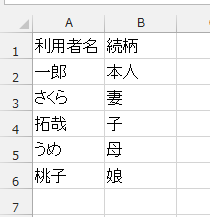 A B
1 利用者名 続柄
2 一郎 本人
3 さくら 妻
4 拓哉 子
5 うめ 母
6 桃子 娘
7